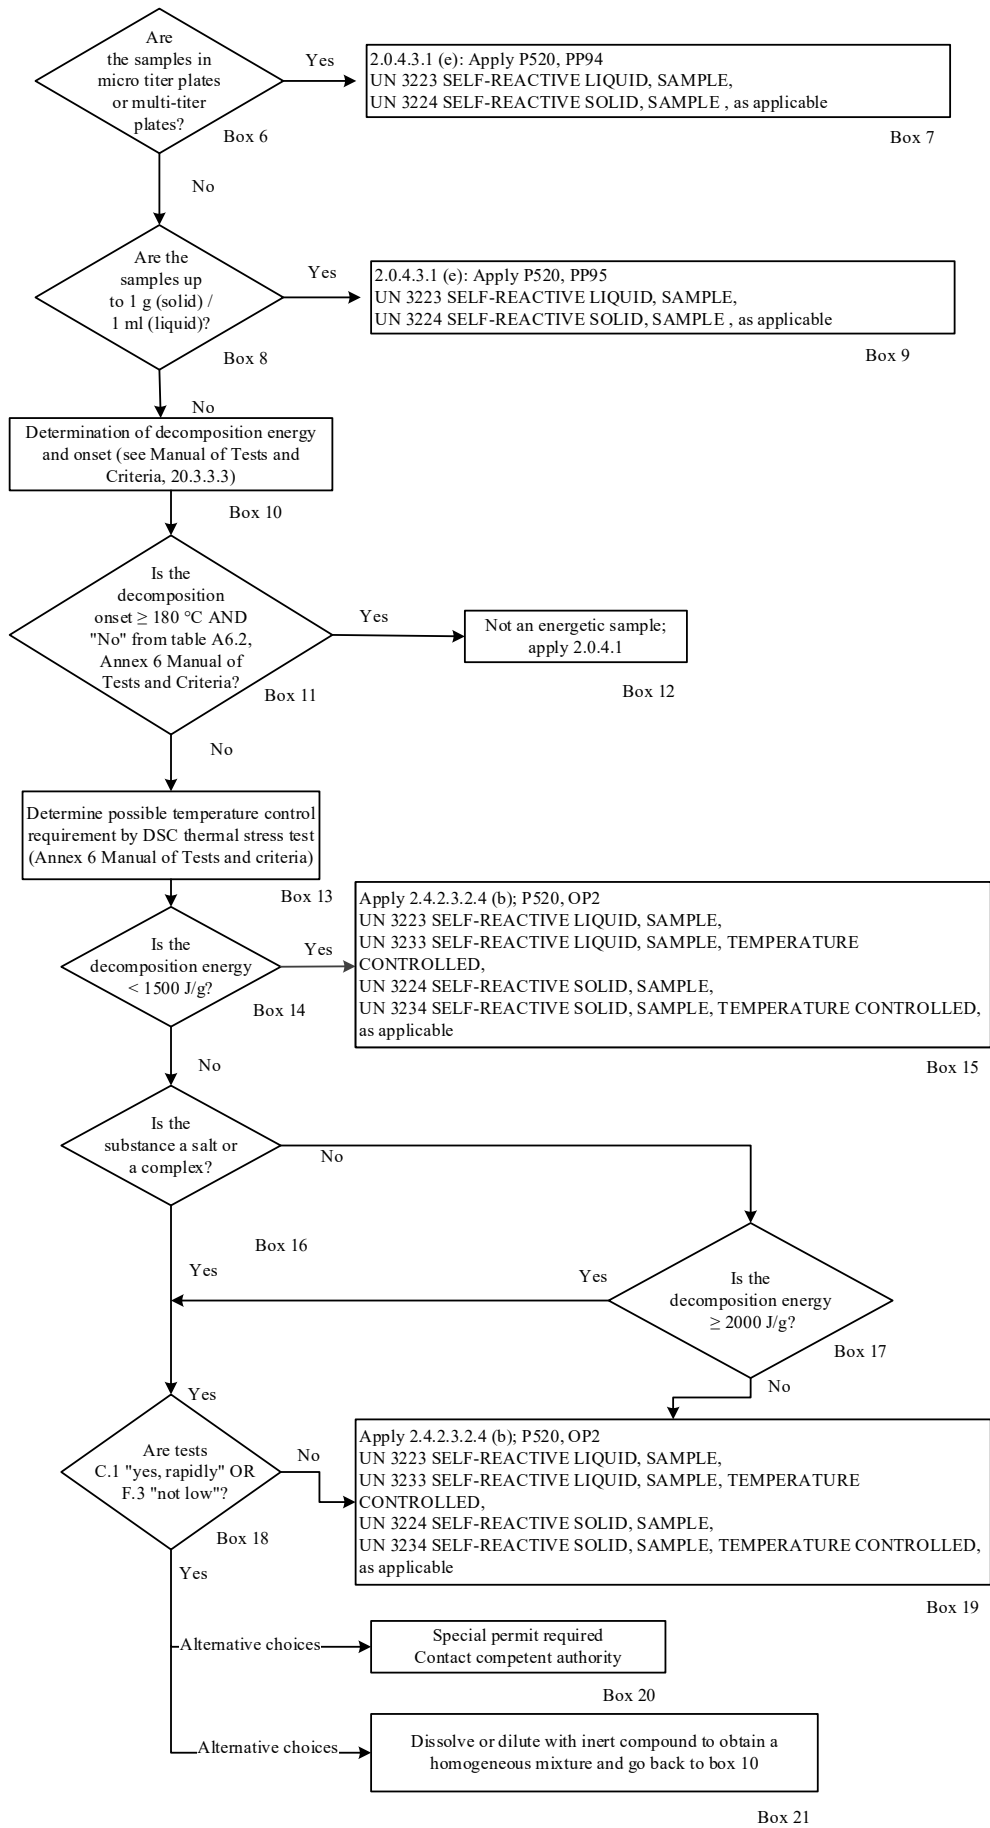 Are
the samples in
micro titer plates
or multi-titer
plates?
Yes
Box 6
2.0.4.3.1 (e): Apply P520, PP94
UN 3223 SELF-REACTIVE LIQUID, SAMPLE,
UN 3224 SELF-REACTIVE SOLID, SAMPLE , as applicable
Box 7
No
Are the
samples up
to 1 g (solid) /
1 ml (liquid)?
Yes
Box 8
2.0.4.3.1 (e): Apply P520, PP95
UN 3223 SELF-REACTIVE LIQUID, SAMPLE,
UN 3224 SELF-REACTIVE SOLID, SAMPLE , as applicable
Box 9
No
Determination of decomposition energy
and onset (see Manual of Tests and
Criteria, 20.3.3.3)
Box 10
Is the
decomposition
onset ≥ 180 °C AND
"No" from table A6.2,
Annex 6 Manual of
Tests and Criteria?
Yes
Box 11
Not an energetic sample;
apply 2.0.4.1
Box 12
No
Determine possible temperature control
requirement by DSC thermal stress test
(Annex 6 Manual of Tests and criteria)
Box 13
Is the
decomposition energy
< 1500 J/g?
Yes
Box 14
Apply 2.4.2.3.2.4 (b); P520, OP2
UN 3223 SELF-REACTIVE LIQUID, SAMPLE,
UN 3233 SELF-REACTIVE LIQUID, SAMPLE, TEMPERATURE
CONTROLLED,
UN 3224 SELF-REACTIVE SOLID, SAMPLE,
UN 3234 SELF-REACTIVE SOLID, SAMPLE, TEMPERATURE CONTROLLED,
as applicable
Box 15
No
Is the
substance a salt or
a complex?
No
Box 16
Yes
Yes
Is the
decomposition energy
≥ 2000 J/g?
Box 17
No
Yes
Are tests
C.1 "yes, rapidly" OR
F.3 "not low"?
No
Box 18
Apply 2.4.2.3.2.4 (b); P520, OP2
UN 3223 SELF-REACTIVE LIQUID, SAMPLE,
UN 3233 SELF-REACTIVE LIQUID, SAMPLE, TEMPERATURE
CONTROLLED,
UN 3224 SELF-REACTIVE SOLID, SAMPLE,
UN 3234 SELF-REACTIVE SOLID, SAMPLE, TEMPERATURE CONTROLLED,
as applicable
Box 19
Yes
Alternative choices
Special permit required
Contact competent authority
Box 20
Alternative choices
Dissolve or dilute with inert compound to obtain a
homogeneous mixture and go back to box 10
Box 21